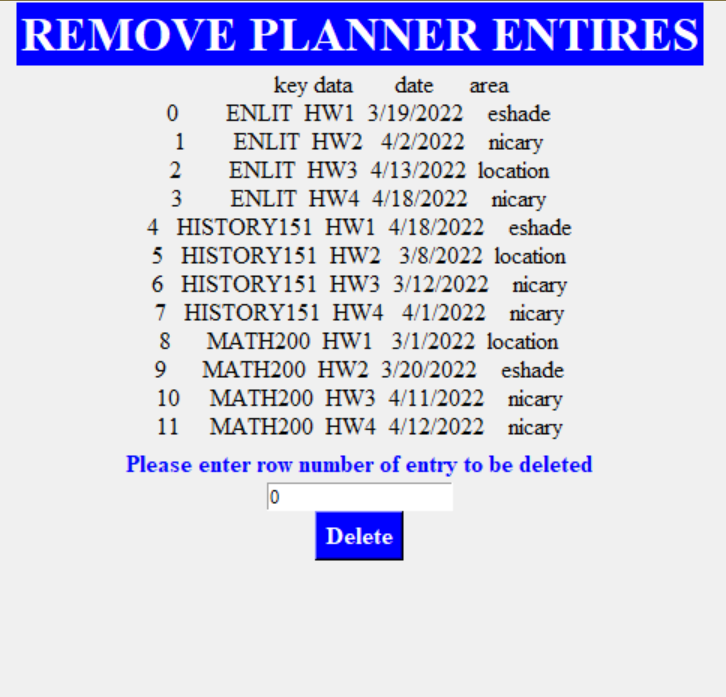 REMOVE PLANNER ENTIRES
key data date area
0 ENLIT HW1 3/19/2022 eshade
1 ENLIT HW2 4/2/2022 nicary
2 ENLIT HW3 4/13/2022 location
3 ENLIT HW4 4/18/2022 nicary
4 HISTORY151 HW1 4/18/2022 eshade
5 HISTORY151 HW2 3/8/2022 location
6 HISTORY151 HW3 3/12/2022 nicary
7 HISTORY151 HW4 4/1/2022 nicary
8 MATH200 HW1 3/1/2022 location
9 MATH200 HW2 3/20/2022 eshade
10 MATH200 HW3 4/11/2022 nicary
11 MATH200 HW4 4/12/2022 nicary
Please enter row number of entry to be deleted
0
Delete